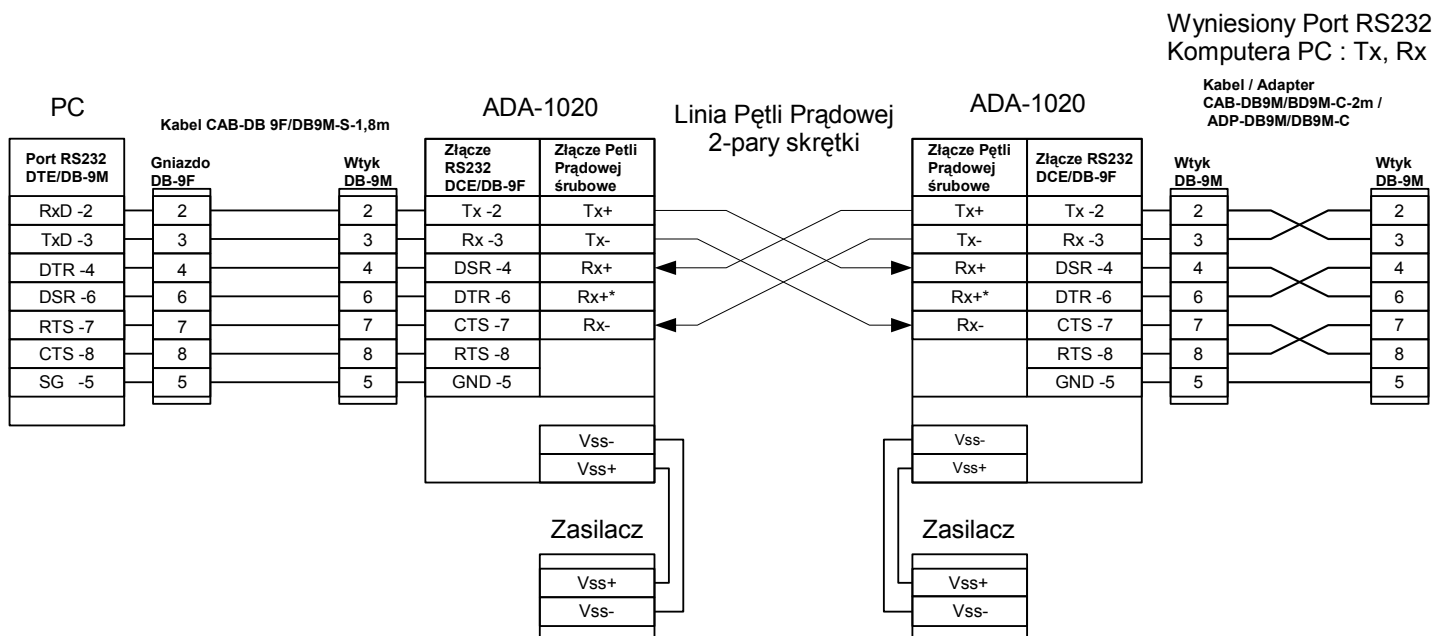 Wyniesiony Port RS232
Komputera PC : Tx, Rx
Kabel / Adapter
CAB-DB9M/BD9M-C-2m /
ADP-DB9M/DB9M-C
PC
Kabel CAB-DB 9F/DB9M-S-1,8m
ADA-1020
Linia Pętli Prądowej
2-pary skrętki
ADA-1020
Port RS232
DTE/DB-9M
Gniazdo
DB-9F
Wtyk
DB-9M
Złącze
RS232
DCE/DB-9F
Złącze Petli
Prądowej
śrubowe
Złącze Pętli
Prądowej
śrubowe
Złącze RS232
DCE/DB-9F
Wtyk
DB-9M
Wtyk
DB-9M
RxD -2 2 2 Tx -2 Tx+ Tx+ Tx -2 2 2
TxD -3 3 3 Rx -3 Tx- Tx- Rx -3 3 3
DTR -4 4 4 DSR -4 Rx+ Rx+ DSR -4 4 4
DSR -6 6 6 DTR -6 Rx+* Rx+* DTR -6 6 6
RTS -7 7 7 CTS -7 Rx- Rx- CTS -7 7 7
CTS -8 8 8 RTS -8 RTS -8 8 8
SG -5 5 5 GND -5 GND -5 5 5
Vss- Vss-
Vss+ Vss+
Zasilacz Zasilacz
Vss+ Vss+
Vss- Vss-